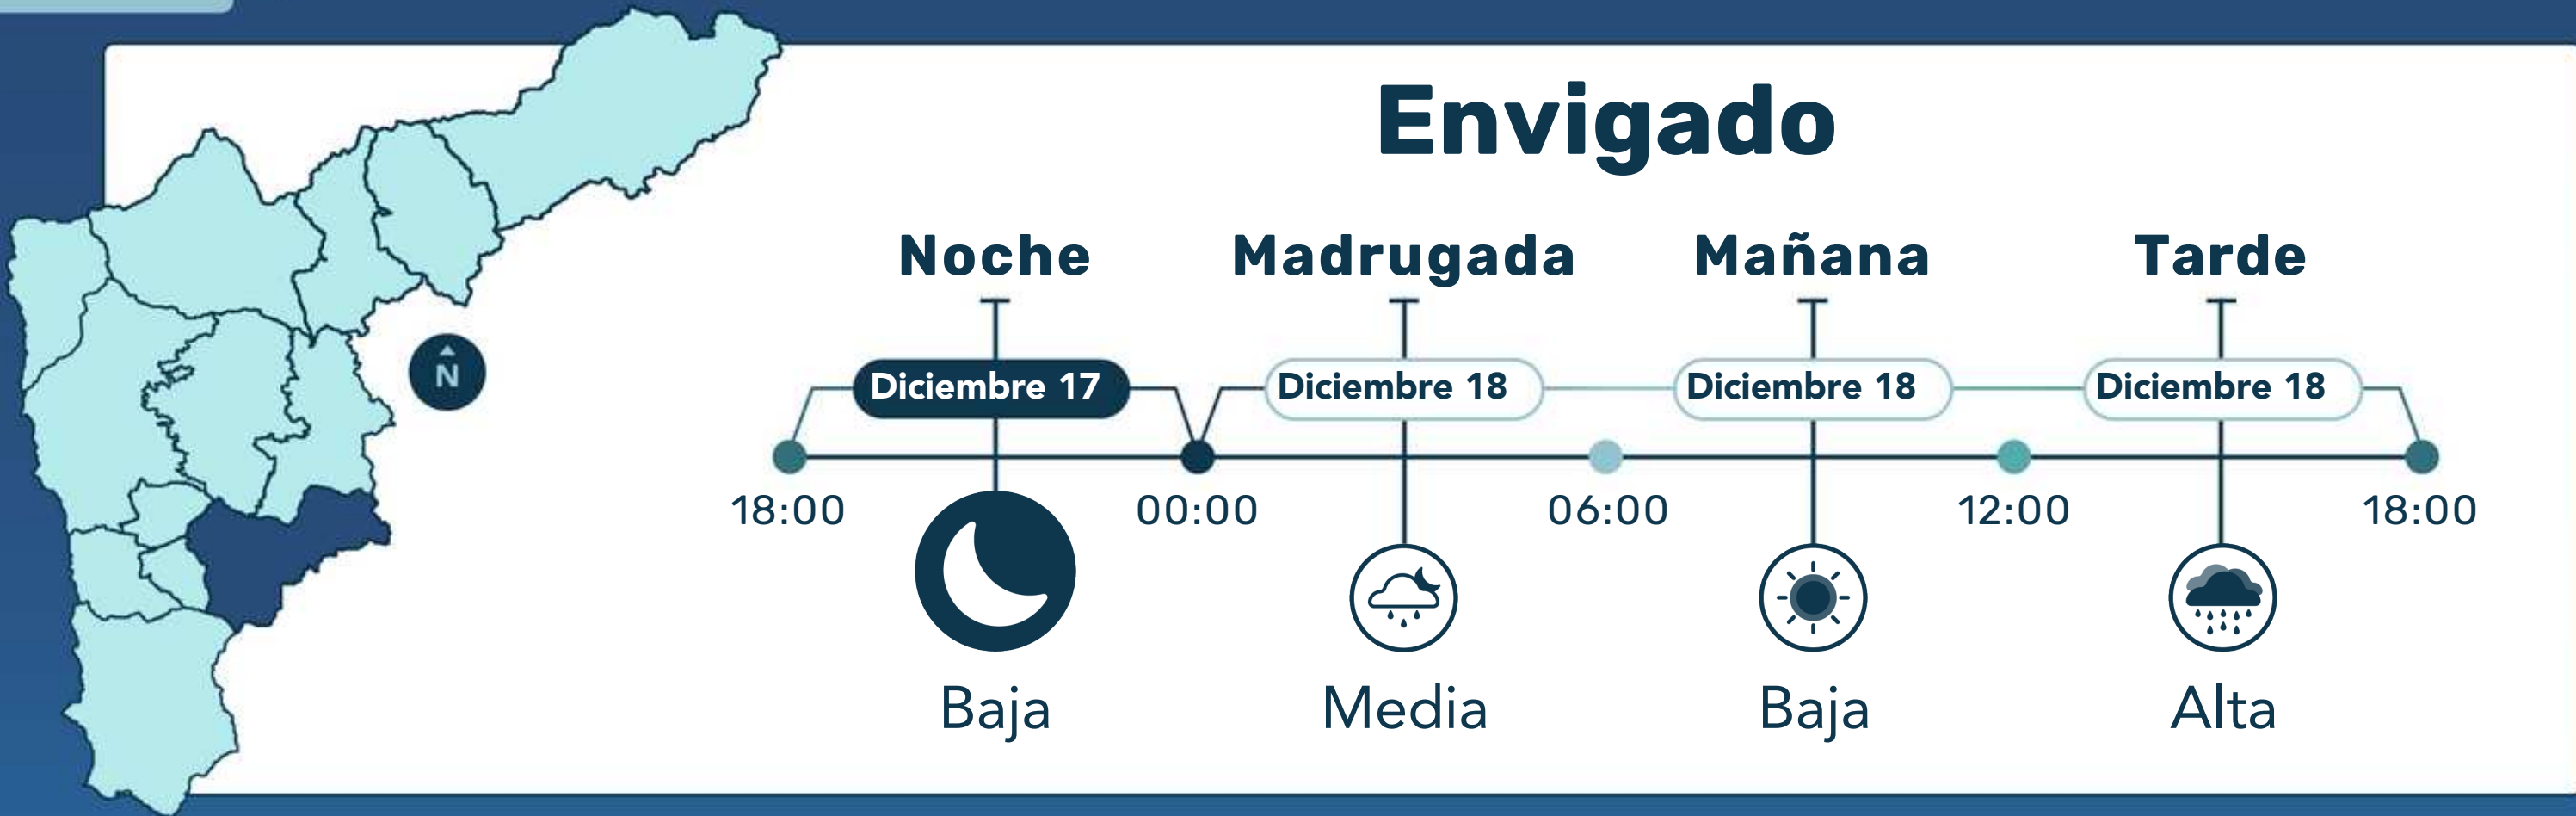 Envigado
Noche Madrugada Mañana Tarde
Diciembre 17 Diciembre 18 Diciembre 18 Diciembre 18
N
18:00 00:00 06:00 12:00 18:00
Baja Media Baja Alta